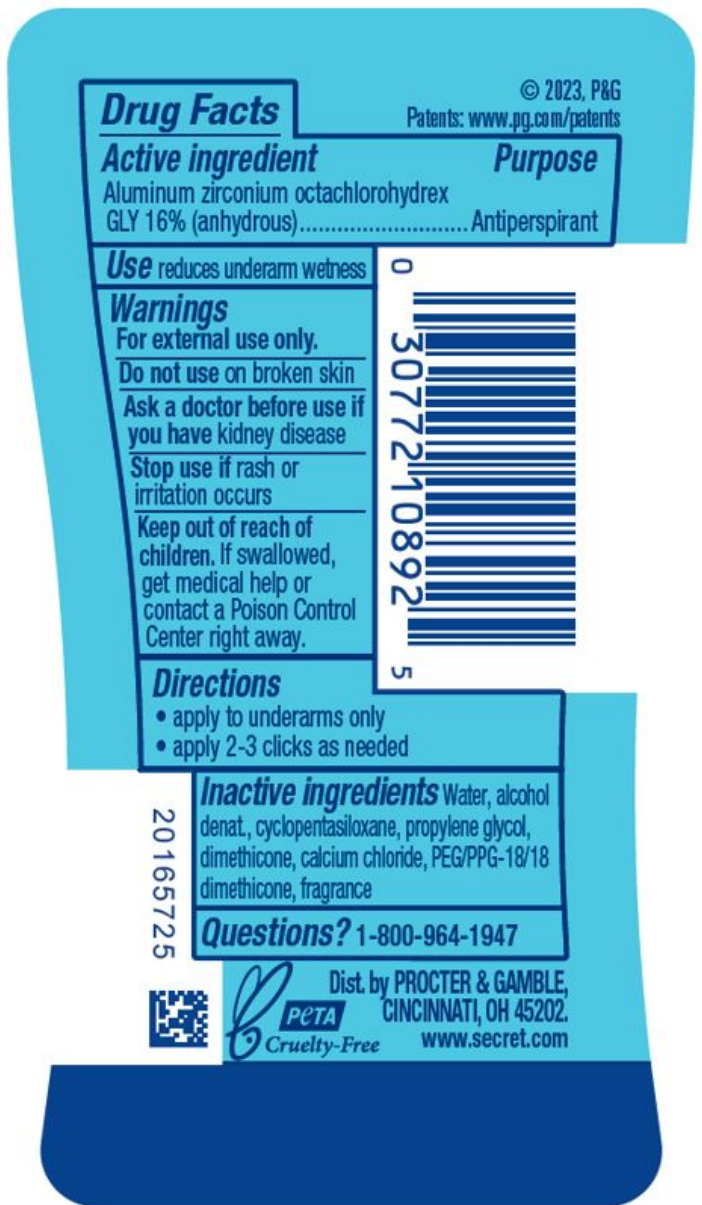 © 2023, P&G
Patents: www.pg.com/patents
Drug Facts
Active ingredient Purpose
Aluminum zirconium octachlorohydrex
GLY 16% (anhydrous)............................Antiperspirant
Use reduces underarm wetness
Warnings
For external use only.
Do not use on broken skin
Ask a doctor before use if
you have kidney disease
Stop use if rash or
irritation occurs
Keep out of reach of
children. If swallowed,
get medical help or
contact a Poison Control
Center right away.
0 30772 10892 5
Directions
• apply to underarms only
• apply 2-3 clicks as needed
Inactive ingredients Water, alcohol
denat., cyclopentasiloxane, propylene glycol,
dimethicone, calcium chloride, PEG/PPG-18/18
dimethicone, fragrance
Questions? 1-800-964-1947
20165725
PETA
Cruelty-Free
Dist. by PROCTER & GAMBLE,
CINCINNATI, OH 45202.
www.secret.com